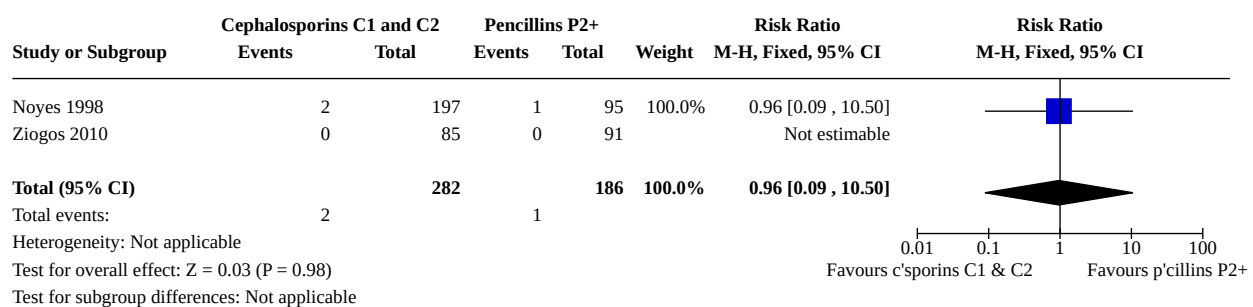 Cephalosporins C1 and C2 Pencillins P2+ Risk Ratio Risk Ratio
Study or Subgroup Events Total Events Total Weight M-H, Fixed, 95% CI M-H, Fixed, 95% CI
Noyes 1998 2 197 1 95 100.0% 0.96 [0.09 , 10.50]
Ziogos 2010 0 85 0 91 Not estimable
Total (95% CI) 282 186 100.0% 0.96 [0.09 , 10.50]
Total events: 2 1
Heterogeneity: Not applicable
0.01 0.1 1 10 100
Test for overall effect: Z = 0.03 (P = 0.98) Favours c'sporins C1 & C2 Favours p'cillins P2+
Test for subgroup differences: Not applicable